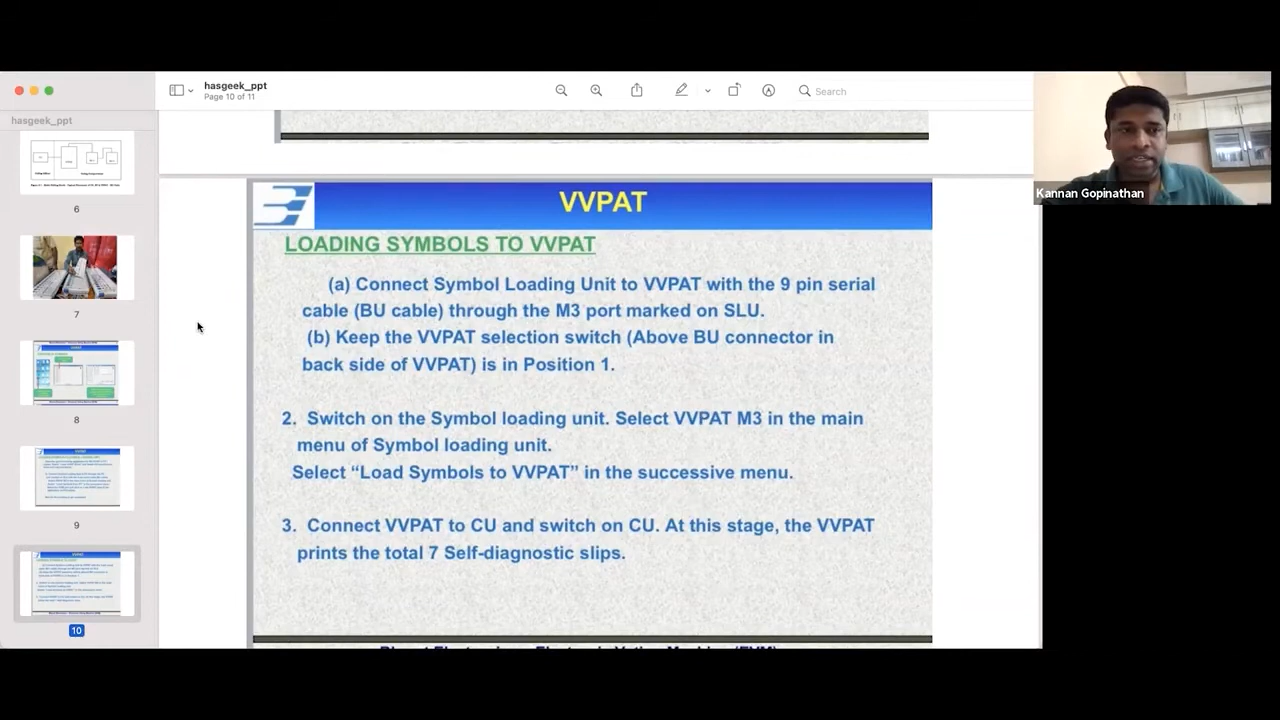 hasgeek_ppt
Page 10 of 11
Search
hasgeek_ppt
6
7
8
9
10
Kannan Gopinathan
VVPAT
LOADING SYMBOLS TO VVPAT
(a) Connect Symbol Loading Unit to VVPAT with the 9 pin serial
cable (BU cable) through the M3 port marked on SLU.
(b) Keep the VVPAT selection switch (Above BU connector in
back side of VVPAT) is in Position 1.
2. Switch on the Symbol loading unit. Select VVPAT M3 in the main
menu of Symbol loading unit.
Select “Load Symbols to VVPAT” in the successive menu.
3. Connect VVPAT to CU and switch on CU. At this stage, the VVPAT
prints the total 7 Self-diagnostic slips.